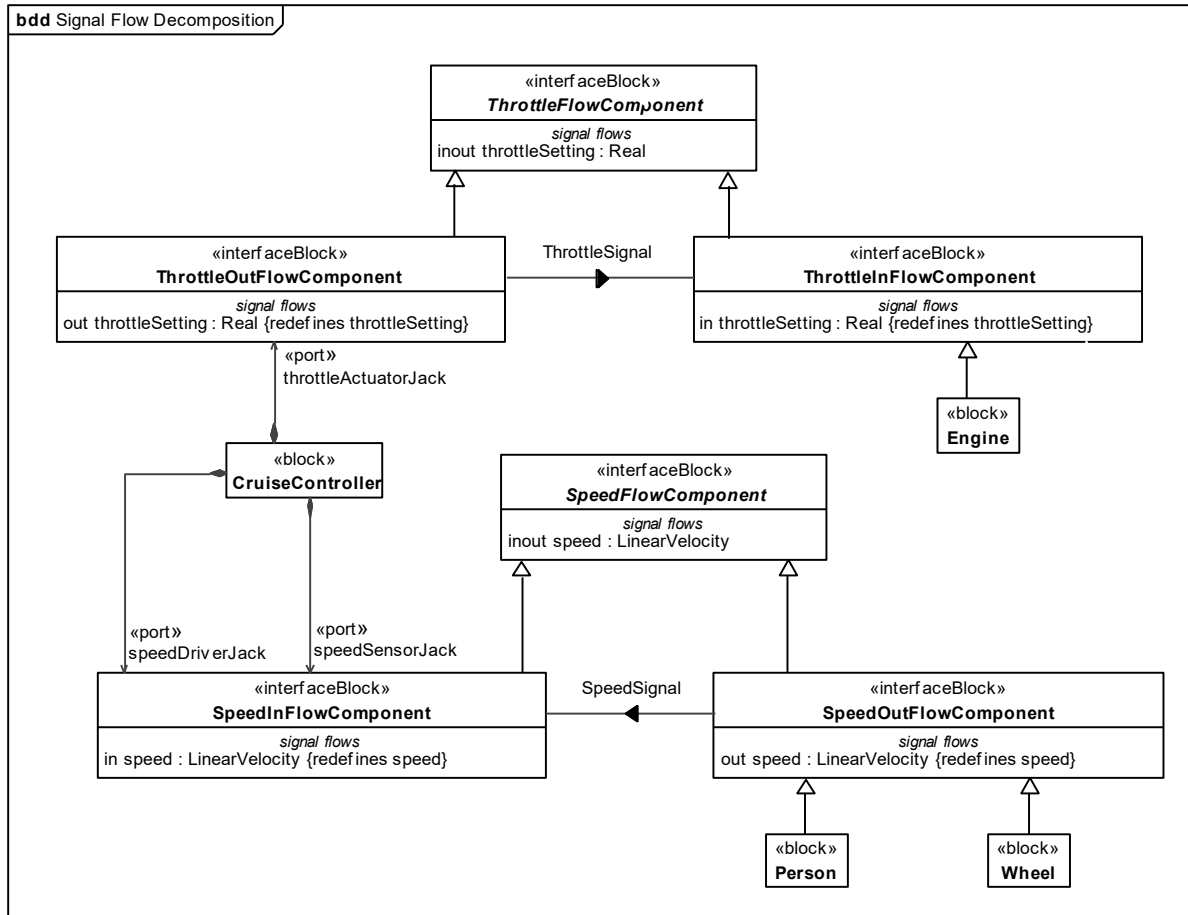 bdd Signal Flow Decomposition
«interfaceBlock»
ThrottleFlowComponent
signal flows
inout throttleSetting : Real
«interfaceBlock»
ThrottleOutFlowComponent
signal flows
out throttleSetting : Real {redefines throttleSetting}
ThrottleSignal
«interfaceBlock»
ThrottleInFlowComponent
signal flows
in throttleSetting : Real {redefines throttleSetting}
«port»
throttleActuatorJack
«block»
Engine
«block»
CruiseController
«interfaceBlock»
SpeedFlowComponent
signal flows
inout speed : LinearVelocity
«port»
speedDriverJack
«port»
speedSensorJack
«interfaceBlock»
SpeedInFlowComponent
signal flows
in speed : LinearVelocity {redefines speed}
SpeedSignal
«interfaceBlock»
SpeedOutFlowComponent
signal flows
out speed : LinearVelocity {redefines speed}
«block»
Person
«block»
Wheel